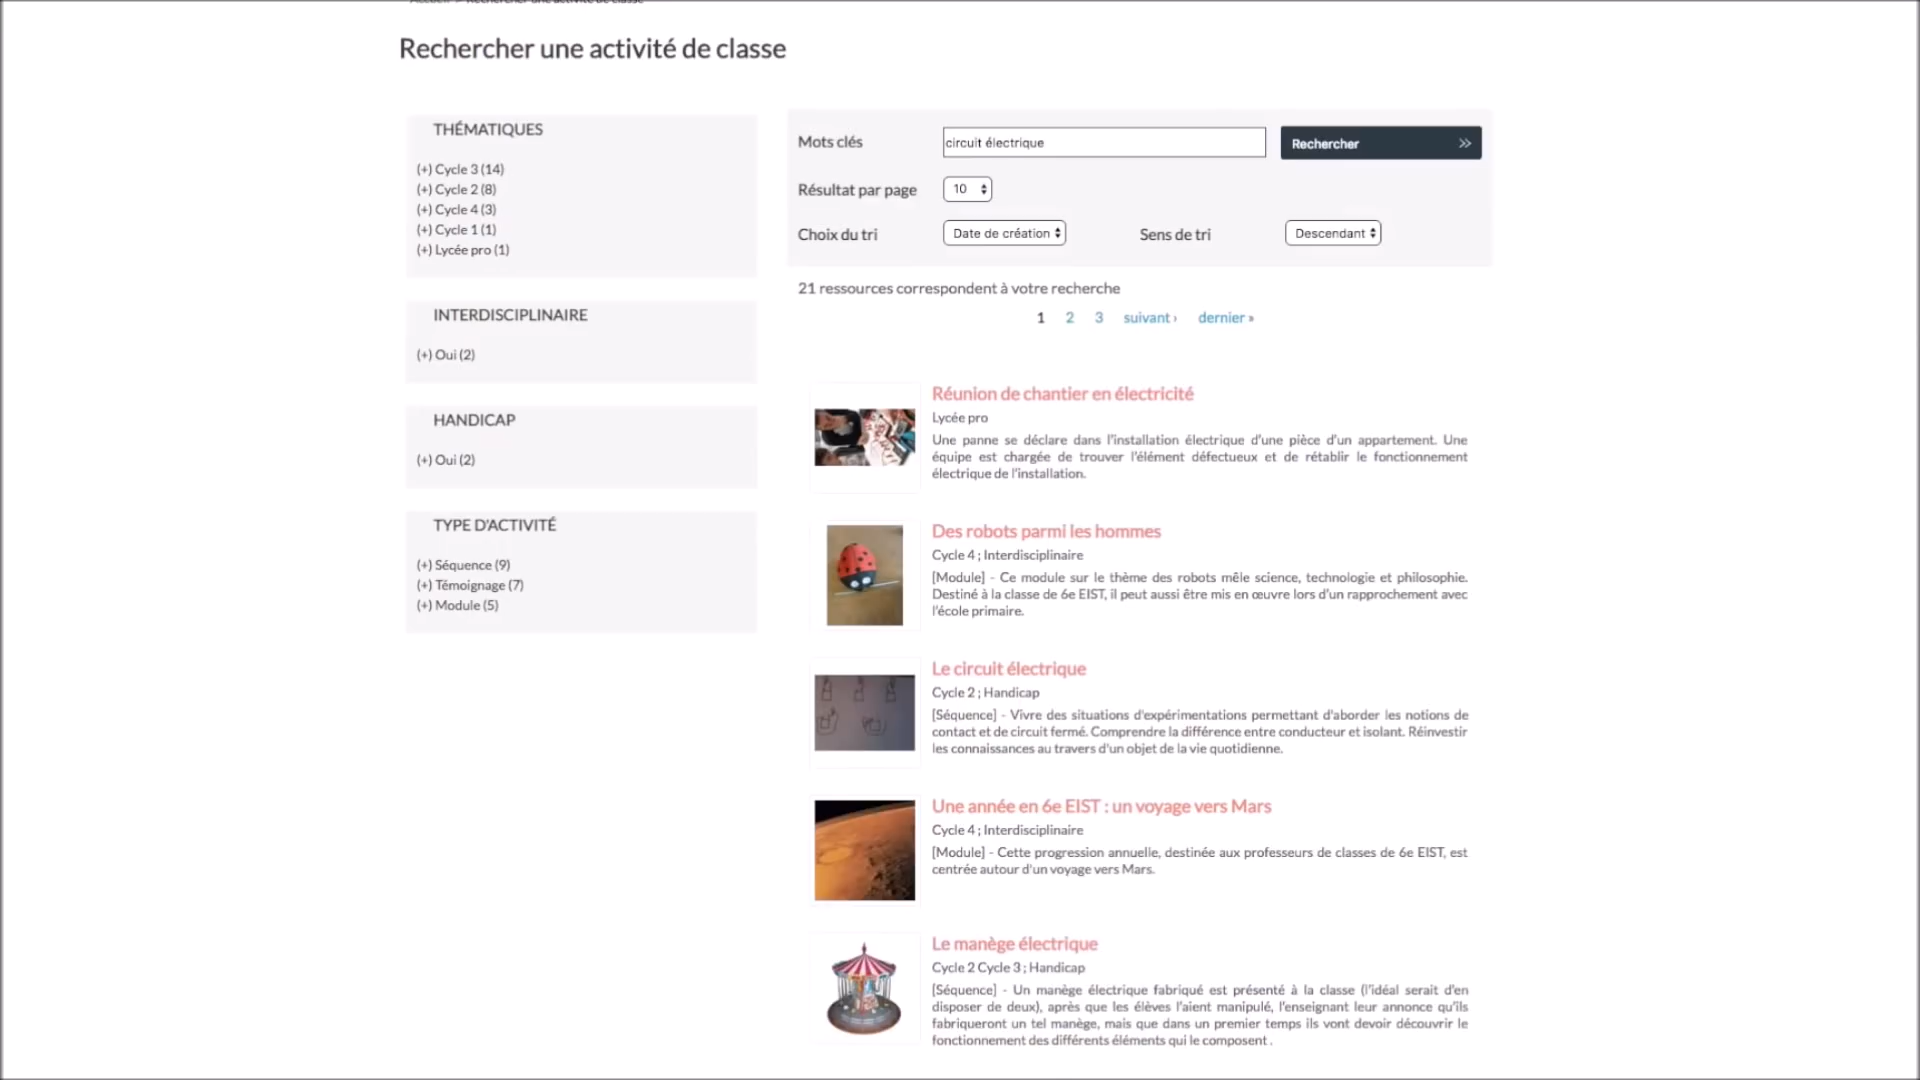 Accueil > Rechercher une activité de classe
Rechercher une activité de classe
THÉMATIQUES
(+) Cycle 3 (14)
(+) Cycle 2 (8)
(+) Cycle 4 (3)
(+) Cycle 1 (1)
(+) Lycée pro (1)
INTERDISCIPLINAIRE
(+) Oui (2)
HANDICAP
(+) Oui (2)
TYPE D'ACTIVITÉ
(+) Séquence (9)
(+) Témoignage (7)
(+) Module (5)
Mots clés circuit électrique Rechercher »
Résultat par page 10
Choix du tri Date de création Sens de tri Descendant
21 ressources correspondent à votre recherche
1 2 3 suivant › dernier »
Réunion de chantier en électricité
Lycée pro
Une panne se déclare dans l'installation électrique d'une pièce d'un appartement. Une
équipe est chargée de trouver l'élément défectueux et de rétablir le fonctionnement
électrique de l'installation.
Des robots parmi les hommes
Cycle 4 ; Interdisciplinaire
[Module] - Ce module sur le thème des robots mêle science, technologie et philosophie.
Destiné à la classe de 6e EIST, il peut aussi être mis en œuvre lors d'un rapprochement avec
l'école primaire.
Le circuit électrique
Cycle 2 ; Handicap
[Séquence] - Vivre des situations d'expérimentations permettant d'aborder les notions de
contact et de circuit fermé. Comprendre la différence entre conducteur et isolant. Réinvestir
les connaissances au travers d'un objet de la vie quotidienne.
Une année en 6e EIST : un voyage vers Mars
Cycle 4 ; Interdisciplinaire
[Module] - Cette progression annuelle, destinée aux professeurs de classes de 6e EIST, est
centrée autour d'un voyage vers Mars.
Le manège électrique
Cycle 2 Cycle 3 ; Handicap
[Séquence] - Un manège électrique fabriqué est présenté à la classe (l'idéal serait d'en
disposer de deux), après que les élèves l'aient manipulé, l'enseignant leur annonce qu'ils
fabriqueront un tel manège, mais que dans un premier temps ils vont devoir découvrir le
fonctionnement des différents éléments qui le composent .